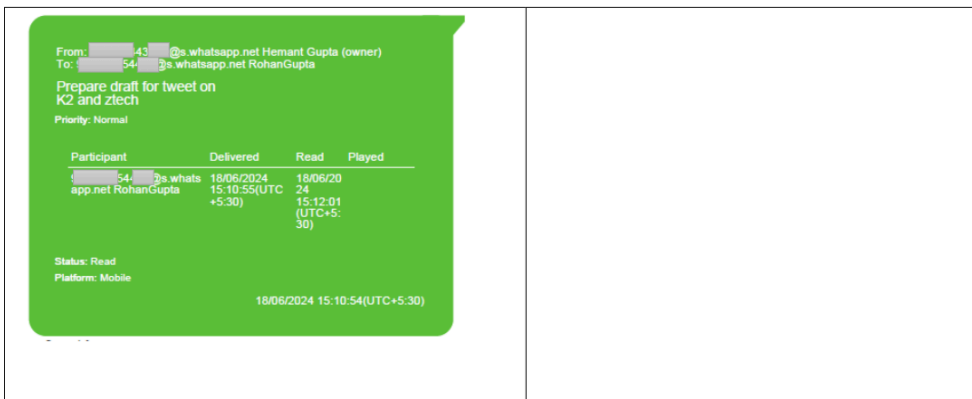 From: 43 @s.whatsapp.net Hemant Gupta (owner)
To: 54 @s.whatsapp.net RohanGupta
Prepare draft for tweet on
K2 and ztech
Priority: Normal
Participant Delivered Read Played
54 @s.whats 18/06/2024 18/06/20
app.net RohanGupta 15:10:55(UTC 24
+5:30) 15:12:01
(UTC+5:
30)
Status: Read
Platform: Mobile
18/06/2024 15:10:54(UTC+5:30)